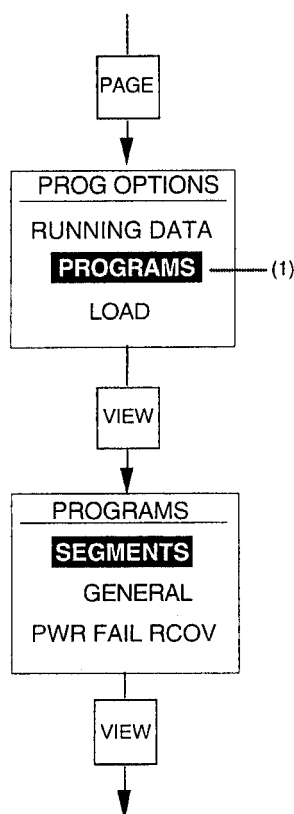 PAGE
PROG OPTIONS
RUNNING DATA
PROGRAMS (1)
LOAD
VIEW
PROGRAMS
SEGMENTS
GENERAL
PWR FAIL RCOV
VIEW